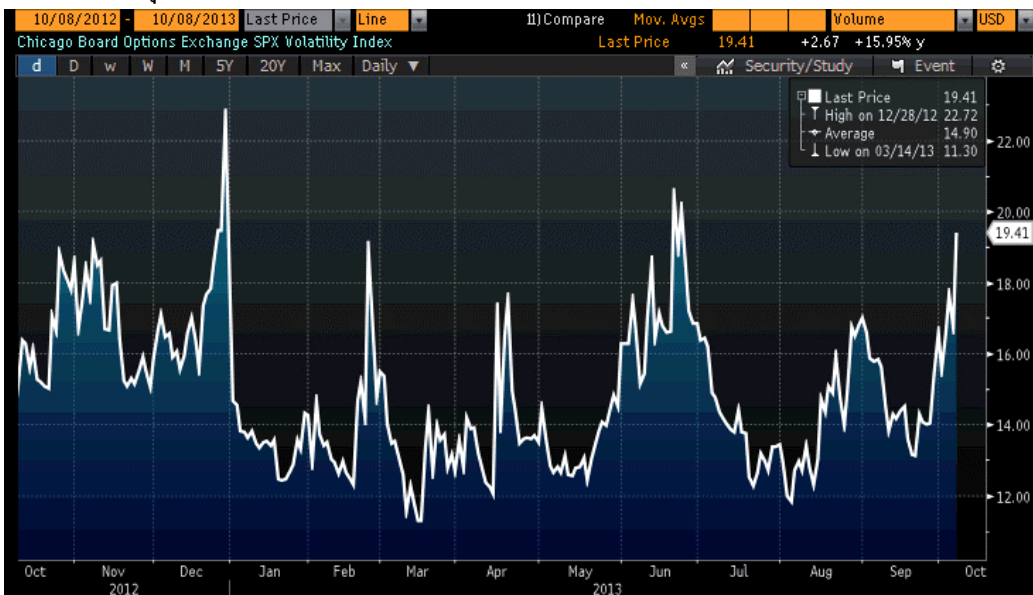 10/08/2012 - 10/08/2013 Last Price Line 11)Compare Mov. Avgs Volume USD
Chicago Board Options Exchange SPX Volatility Index Last Price 19.41 +2.67 +15.95% y
d D w W M 5Y 20Y Max Daily ▼ « Security/Study Event
Last Price 19.41
High on 12/28/12 22.72
Average 14.90
Low on 03/14/13 11.30
22.00
20.00
19.41
18.00
16.00
14.00
12.00
Oct Nov Dec Jan Feb Mar Apr May Jun Jul Aug Sep Oct
2012 2013